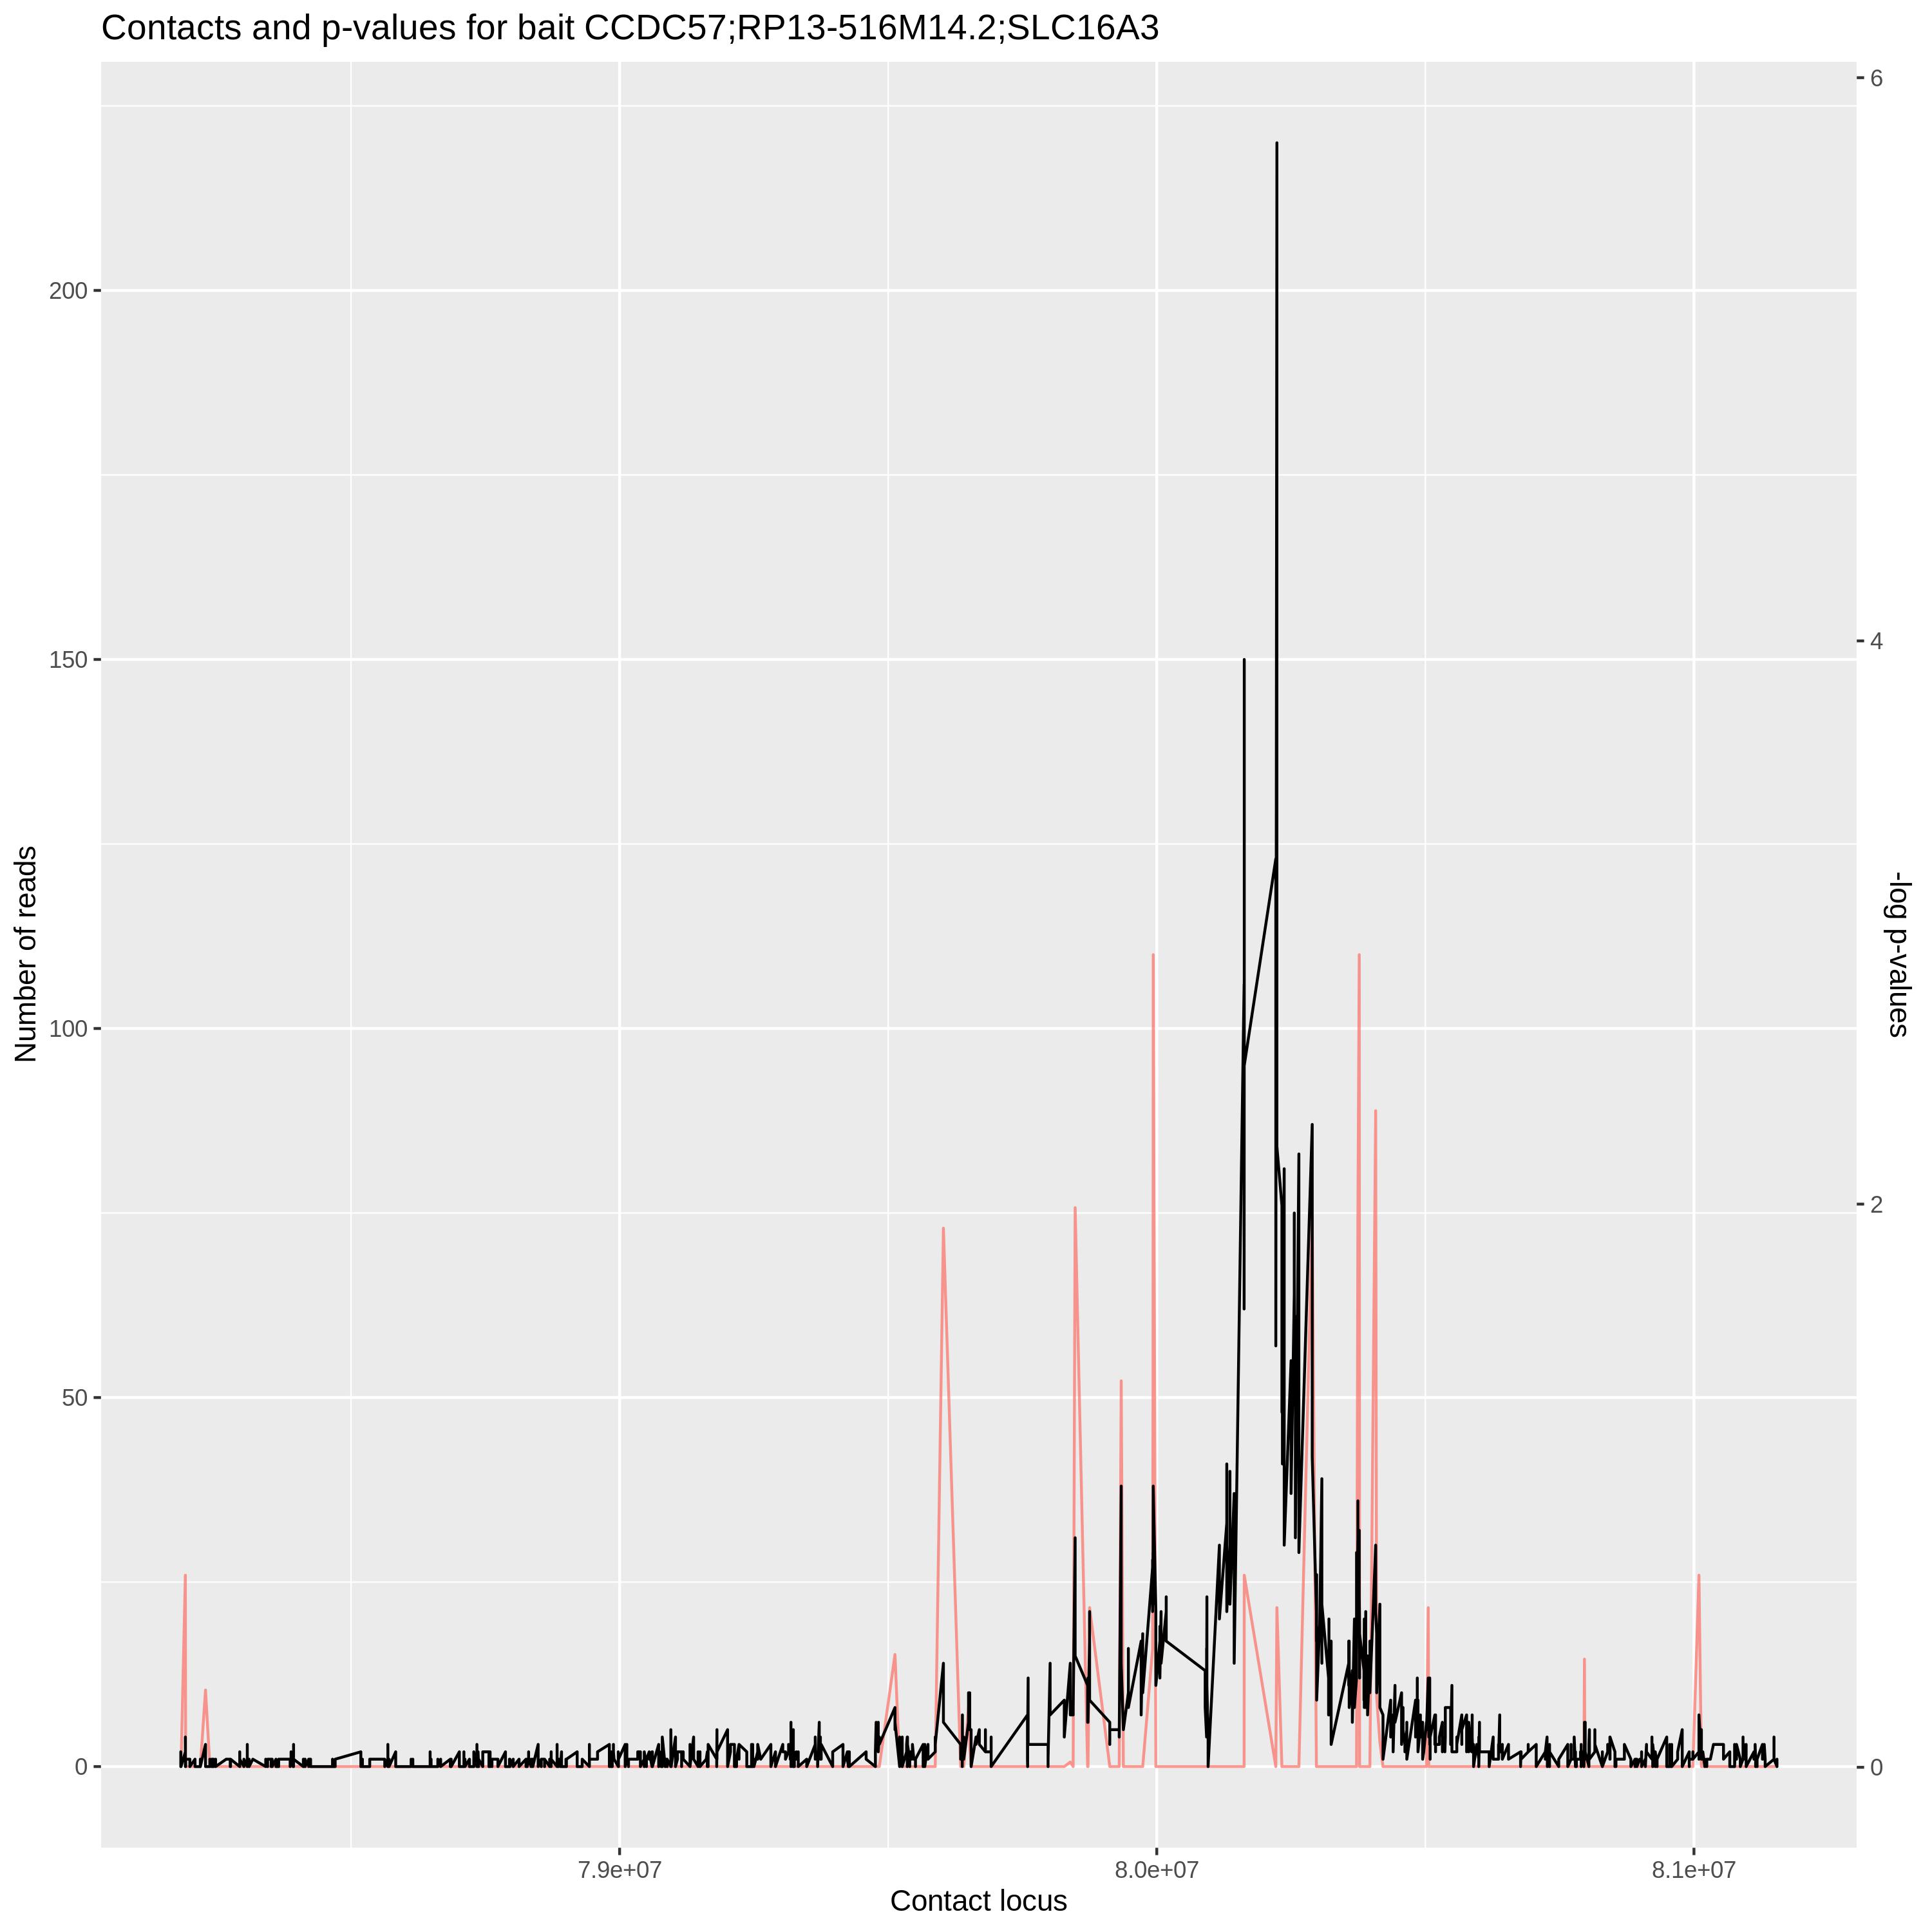 Contacts and p-values for bait CCDC57;RP13-516M14.2;SLC16A3
Number of reads
200
150
100
50
0
6
4
2
0
-log p-values
7.9e+07 8.0e+07 8.1e+07
Contact locus